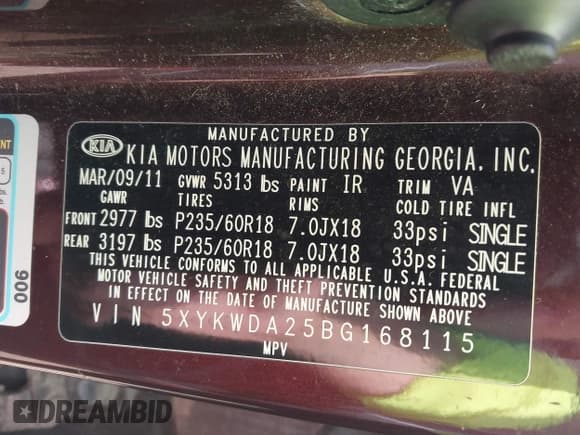 MANUFACTURED BY
KIA KIA MOTORS MANUFACTURING GEORGIA, INC.
MAR/09/11 GVWR 5313 lbs PAINT IR TRIM VA
GAWR TIRES RIMS COLD TIRE INFL
FRONT 2977 lbs P235/60R18 7.0JX18 33psi SINGLE
REAR 3197 lbs P235/60R18 7.0JX18 33psi SINGLE
THIS VEHICLE CONFORMS TO ALL APPLICABLE U.S.A. FEDERAL
MOTOR VEHICLE SAFETY AND THEFT PREVENTION STANDARDS
IN EFFECT ON THE DATE OF MANUFACTURE SHOWN ABOVE
VIN 5XYKWDA25BG168115
MPV
006
DREAMBID